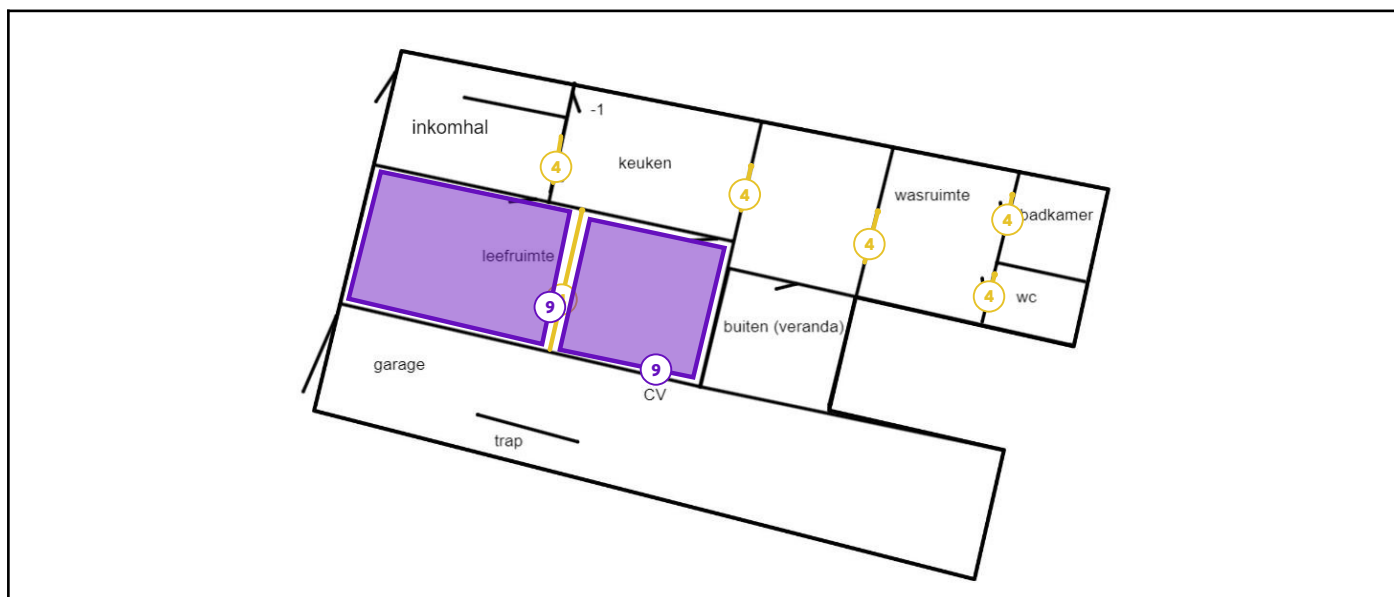 -1
inkomhal
4
keuken
4
4
wasruimte
4
badkamer
leefruimte
9
4
wc
buiten (veranda)
garage
9
CV
trap